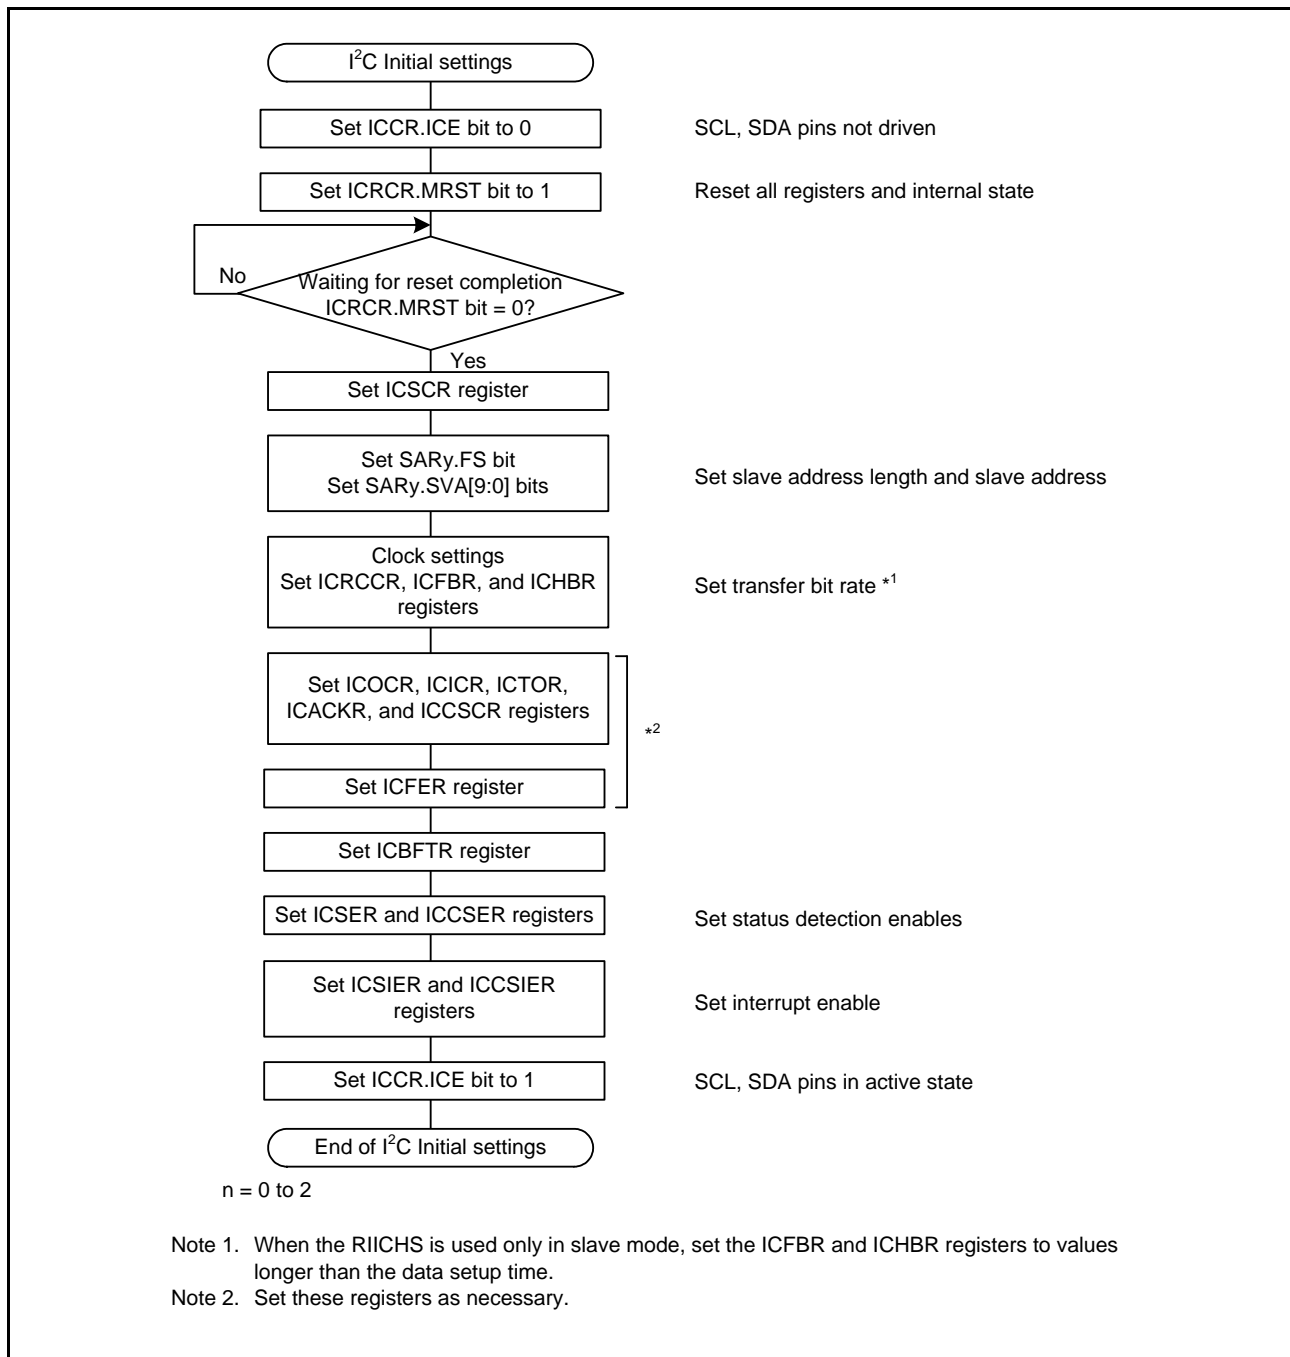 I²C Initial settings
Set ICCR.ICE bit to 0
SCL, SDA pins not driven
Set ICRCR.MRST bit to 1
Reset all registers and internal state
No
Waiting for reset completion
ICRCR.MRST bit = 0?
Yes
Set ICSCR register
Set SARy.FS bit
Set SARy.SVA[9:0] bits
Set slave address length and slave address
Clock settings
Set ICRCCR, ICFBR, and ICHBR
registers
Set transfer bit rate *1
Set ICOCR, ICICR, ICTOR,
ICACKR, and ICCSCR registers
*2
Set ICFER register
Set ICBFTR register
Set ICSER and ICCSER registers
Set status detection enables
Set ICSIER and ICCSIER
registers
Set interrupt enable
Set ICCR.ICE bit to 1
SCL, SDA pins in active state
End of I²C Initial settings
n = 0 to 2
Note 1. When the RIICHS is used only in slave mode, set the ICFBR and ICHBR registers to values
longer than the data setup time.
Note 2. Set these registers as necessary.